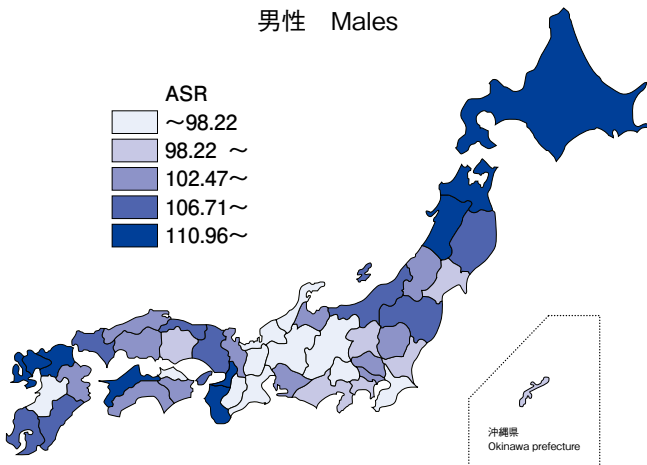 男性 Males
ASR
～98.22
98.22 ～
102.47～
106.71～
110.96～
沖縄県
Okinawa prefecture